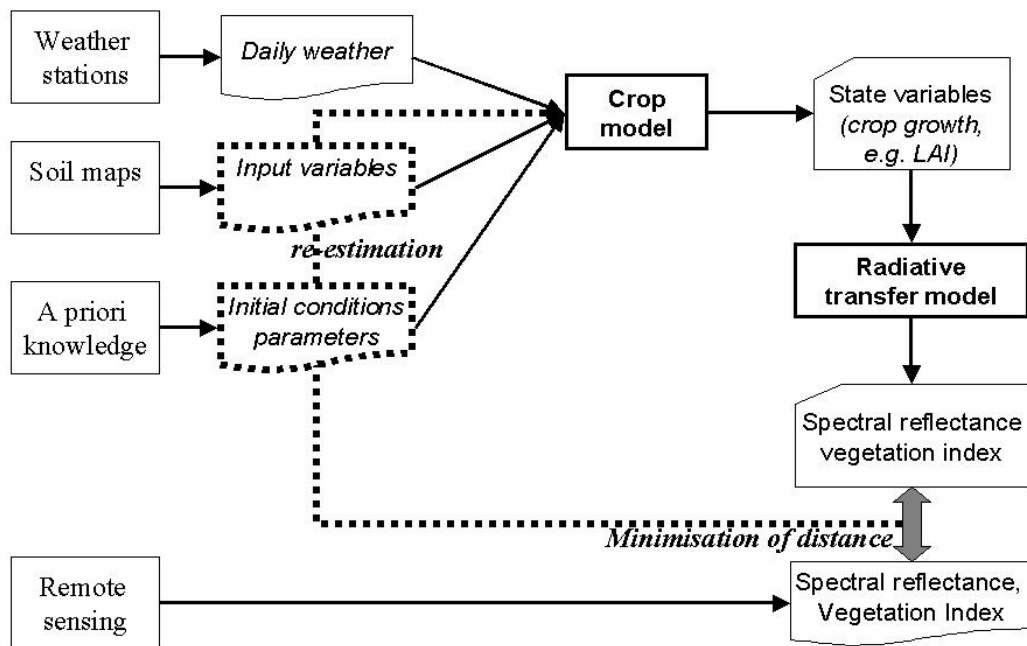 Weather
stations
Daily weather
Crop
model
State variables
(crop growth,
e.g. LAI)
Soil maps
Input variables
re-estimation
A priori
knowledge
Initial conditions
parameters
Radiative
transfer model
Spectral reflectance
vegetation index
Minimisation of distance
Remote
sensing
Spectral reflectance,
Vegetation Index